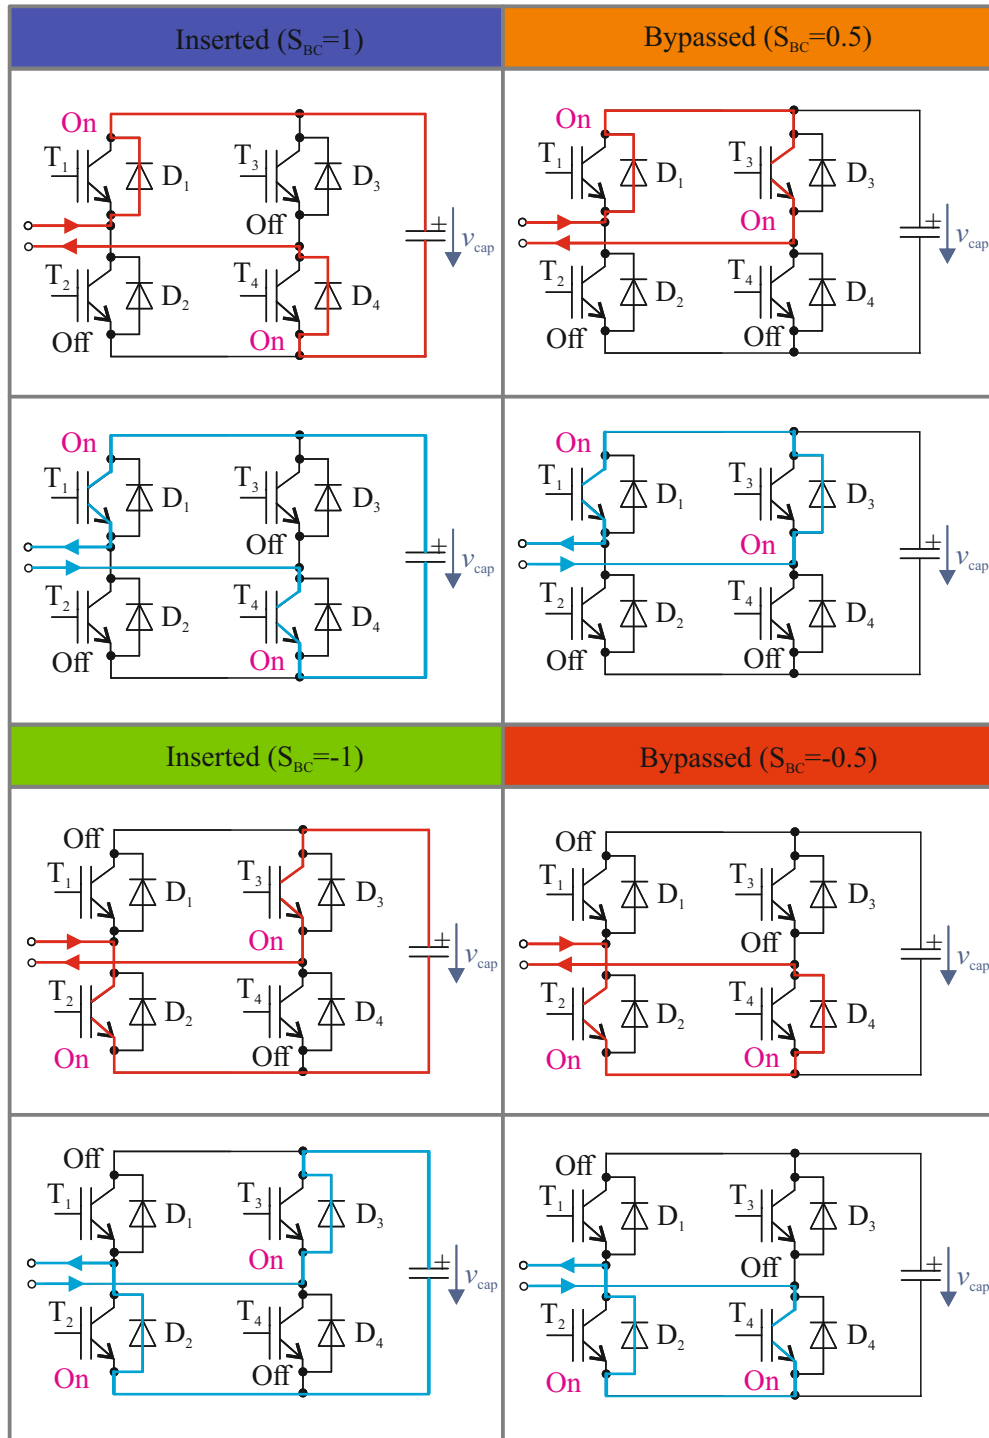 Inserted (S_BC=1)
Bypassed (S_BC=0.5)
On
T1
D1
T3
D3
Off
+
v_cap
T2
D2
T4
D4
Off
On
On
T1
D1
T3
D3
On
+
v_cap
T2
D2
T4
D4
Off
Off
On
T1
D1
T3
D3
Off
+
v_cap
T2
D2
T4
D4
Off
On
On
T1
D1
T3
D3
On
+
v_cap
T2
D2
T4
D4
Off
Off
Inserted (S_BC=-1)
Bypassed (S_BC=-0.5)
Off
T1
D1
T3
D3
On
+
v_cap
T2
D2
T4
D4
On
Off
Off
T1
D1
T3
D3
Off
+
v_cap
T2
D2
T4
D4
On
On
Off
T1
D1
T3
D3
On
+
v_cap
T2
D2
T4
D4
On
Off
Off
T1
D1
T3
D3
Off
+
v_cap
T2
D2
T4
D4
On
On